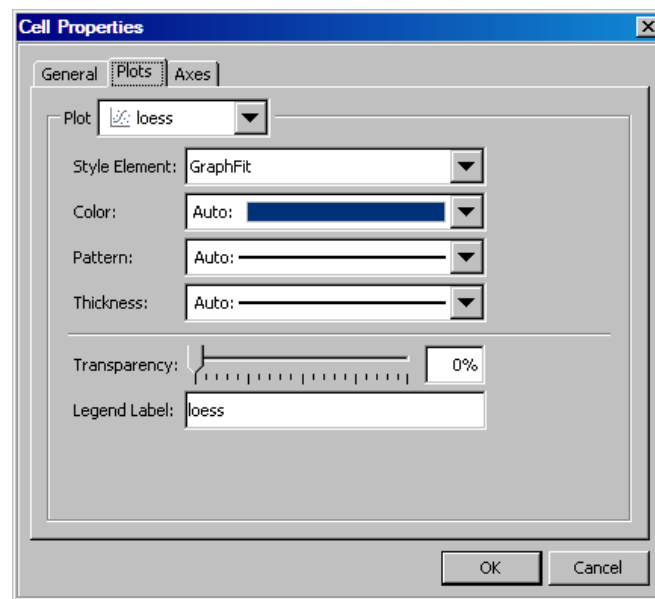 Cell Properties
General Plots Axes
Plot loess
Style Element: GraphFit
Color: Auto:
Pattern: Auto:
Thickness: Auto:
Transparency: 0%
Legend Label: loess
OK Cancel